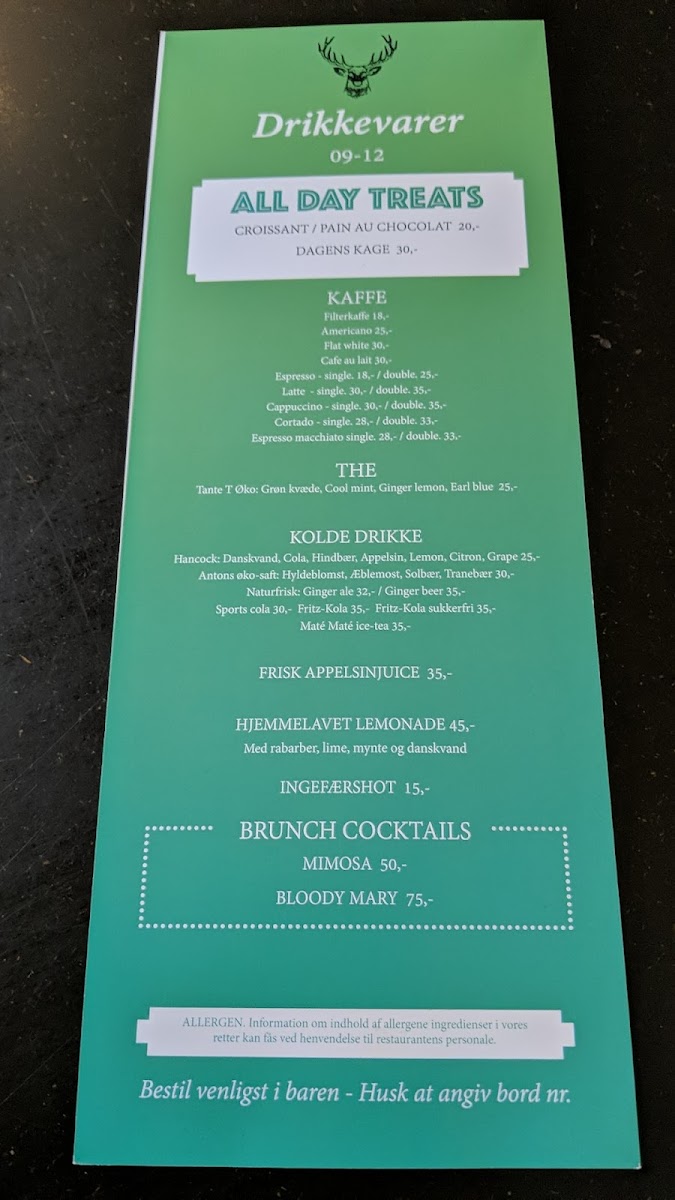 Drikkevarer
09-12
ALL DAY TREATS
CROISSANT / PAIN AU CHOCOLAT 20,-
DAGENS KAGE 30,-
KAFFE
Filterkaffe 18,-
Americano 25,-
Flat white 30,-
Cafe au lait 30,-
Espresso - single. 18,- / double. 25,-
Latte - single. 30,- / double. 35,-
Cappuccino - single. 30,- / double. 35,-
Cortado - single. 28,- / double. 33,-
Espresso macchiato single. 28,- / double. 33,-
THE
Tante T Øko: Grøn kvæde, Cool mint, Ginger lemon, Earl blue 25,-
KOLDE DRIKKE
Hancock: Danskvand, Cola, Hindbær, Appelsin, Lemon, Citron, Grape 25,-
Antons øko-saft: Hyldeblomst, Æblemost, Solbær, Tranebær 30,-
Naturfrisk: Ginger ale 32,- / Ginger beer 35,-
Sports cola 30,- Fritz-Kola 35,- Fritz-Kola sukkerfri 35,-
Maté Maté ice-tea 35,-
FRISK APPELSINJUICE 35,-
HJEMMELAVET LEMONADE 45,-
Med rabarber, lime, mynte og danskvand
INGEFÆRSHOT 15,-
BRUNCH COCKTAILS
MIMOSA 50,-
BLOODY MARY 75,-
ALLERGEN. Information om indhold af allergene ingredienser i vores
retter kan fås ved henvendelse til restaurantens personale.
Bestil venligst i baren - Husk at angiv bord nr.